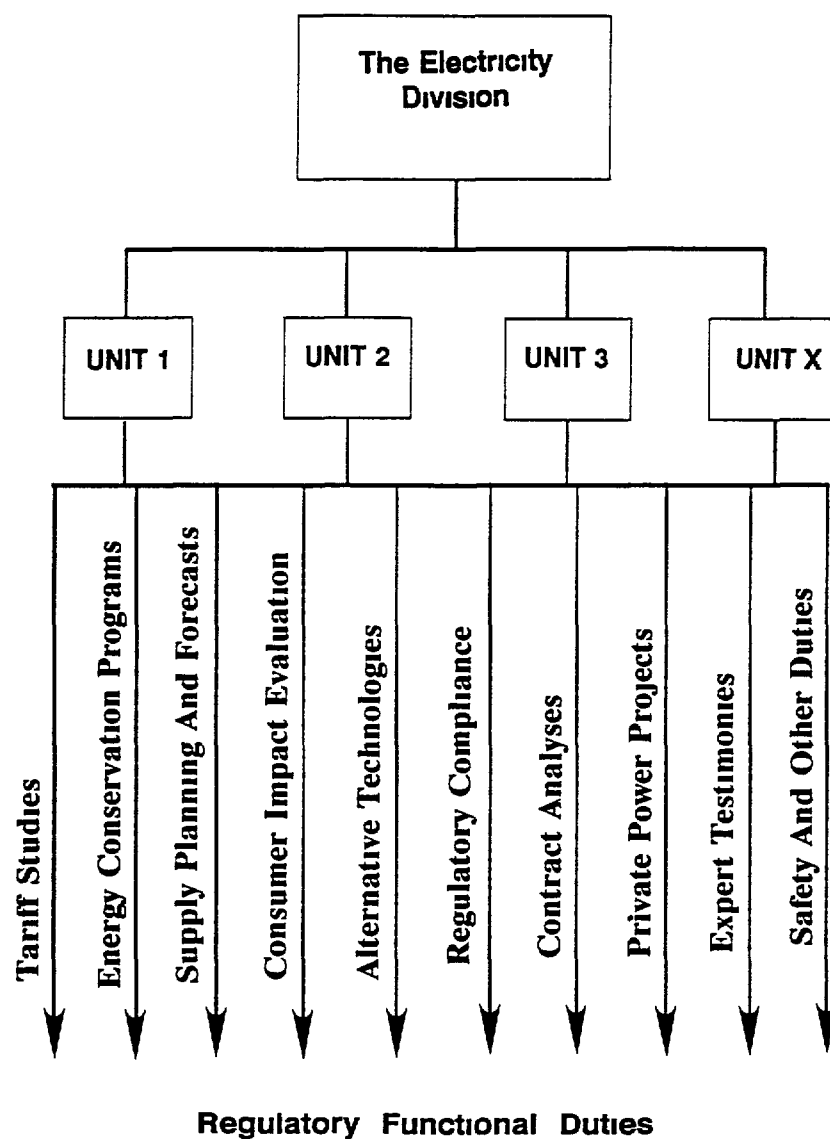 The Electricity
Division
UNIT 1
UNIT 2
UNIT 3
UNIT X
Tariff Studies
Energy Conservation Programs
Supply Planning And Forecasts
Consumer Impact Evaluation
Alternative Technologies
Regulatory Compliance
Contract Analyses
Private Power Projects
Expert Testimonies
Safety And Other Duties
Regulatory Functional Duties